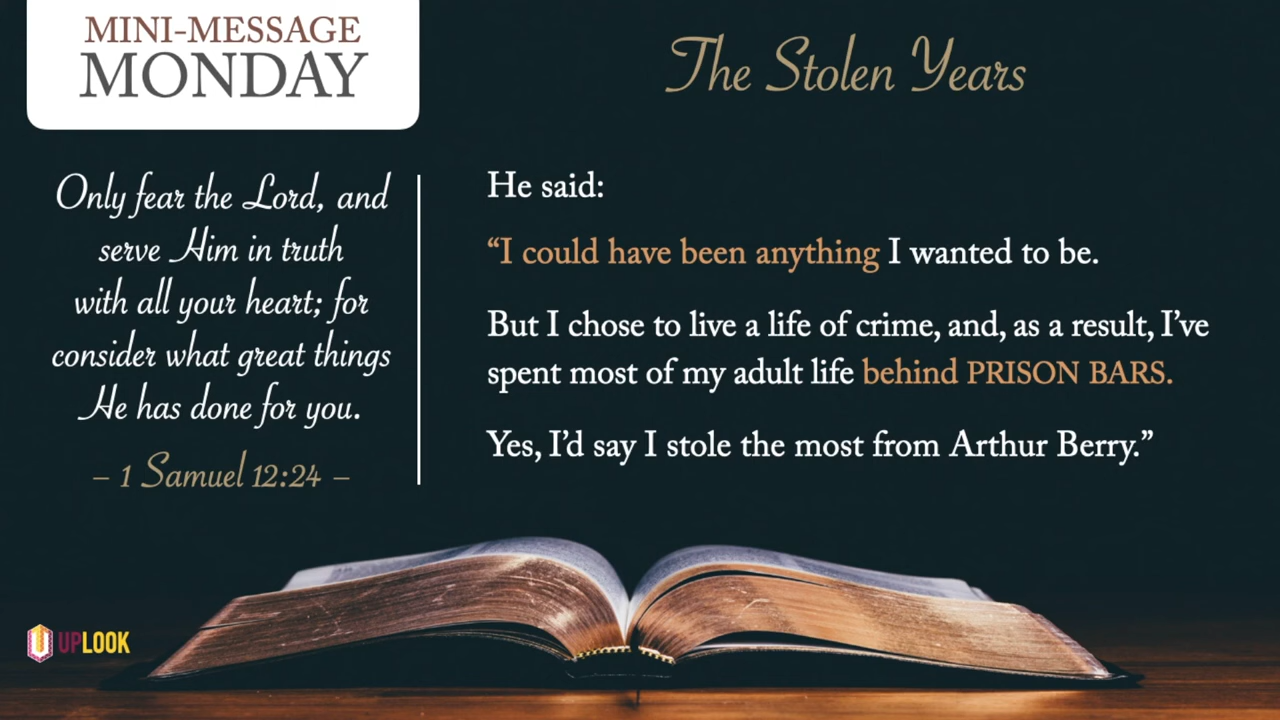 MINI-MESSAGE
MONDAY
The Stolen Years
Only fear the Lord, and
serve Him in truth
with all your heart; for
consider what great things
He has done for you.
– 1 Samuel 12:24 –
He said:
“I could have been anything I wanted to be.
But I chose to live a life of crime, and, as a result, I’ve
spent most of my adult life behind PRISON BARS.
Yes, I’d say I stole the most from Arthur Berry.”
UPLOOK